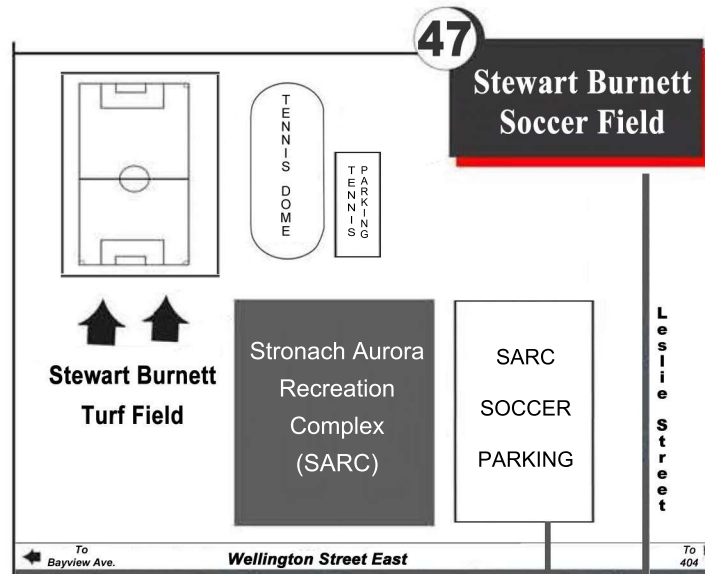 47
Stewart Burnett
Soccer Field
TENNIS DOME
TENNIS
PARKING
Stewart Burnett
Turf Field
Stronach Aurora
Recreation
Complex
(SARC)
SARC
SOCCER
PARKING
Leslie Street
To
Bayview Ave.
Wellington Street East
To
404